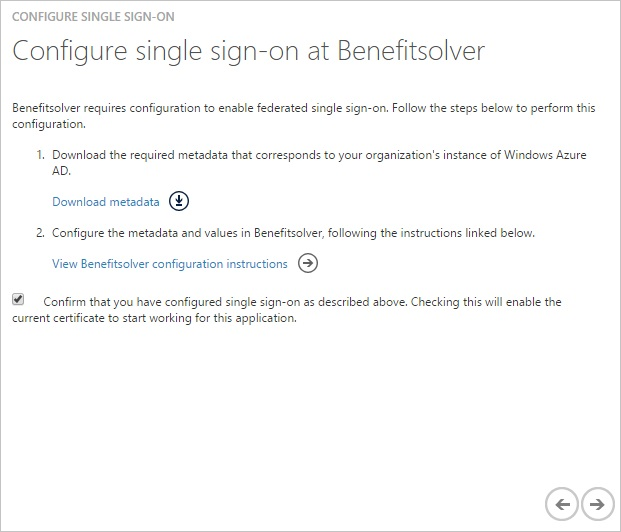 CONFIGURE SINGLE SIGN-ON
Configure single sign-on at Benefitsolver
Benefitsolver requires configuration to enable federated single sign-on. Follow the steps below to perform this
configuration.
1. Download the required metadata that corresponds to your organization's instance of Windows Azure
AD.
Download metadata
2. Configure the metadata and values in Benefitsolver, following the instructions linked below.
View Benefitsolver configuration instructions
Confirm that you have configured single sign-on as described above. Checking this will enable the
current certificate to start working for this application.